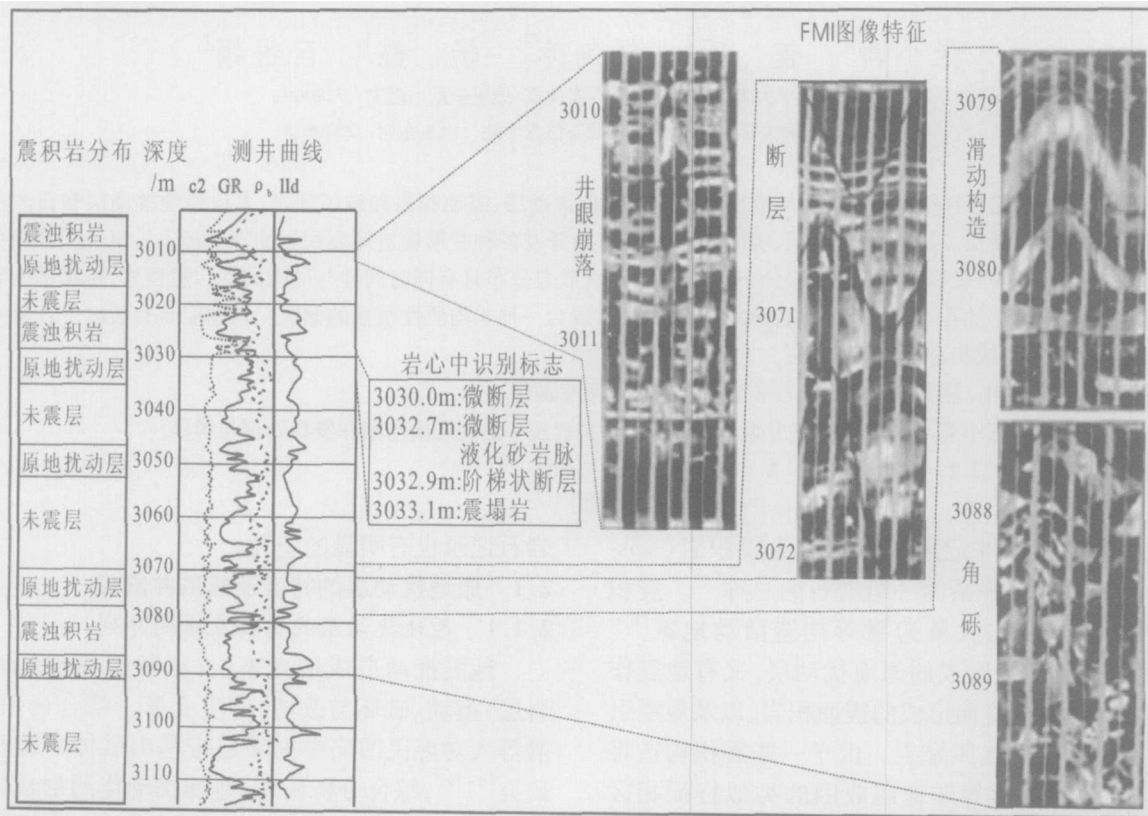 FMI图像特征
震积岩分布 深度 测井曲线
/m c2 GR ρb lld
震浊积岩
原地扰动层
未震层
震浊积岩
原地扰动层
未震层
原地扰动层
未震层
原地扰动层
震浊积岩
原地扰动层
未震层
3010
3020
3030
3040
3050
3060
3070
3080
3090
3100
3110
岩心中识别标志
3030.0m:微断层
3032.7m:微断层
液化砂岩脉
3032.9m:阶梯状断层
3033.1m:震塌岩
3010
井眼崩落
3011
断层
3071
3072
3079
滑动构造
3080
3088
角砾
3089